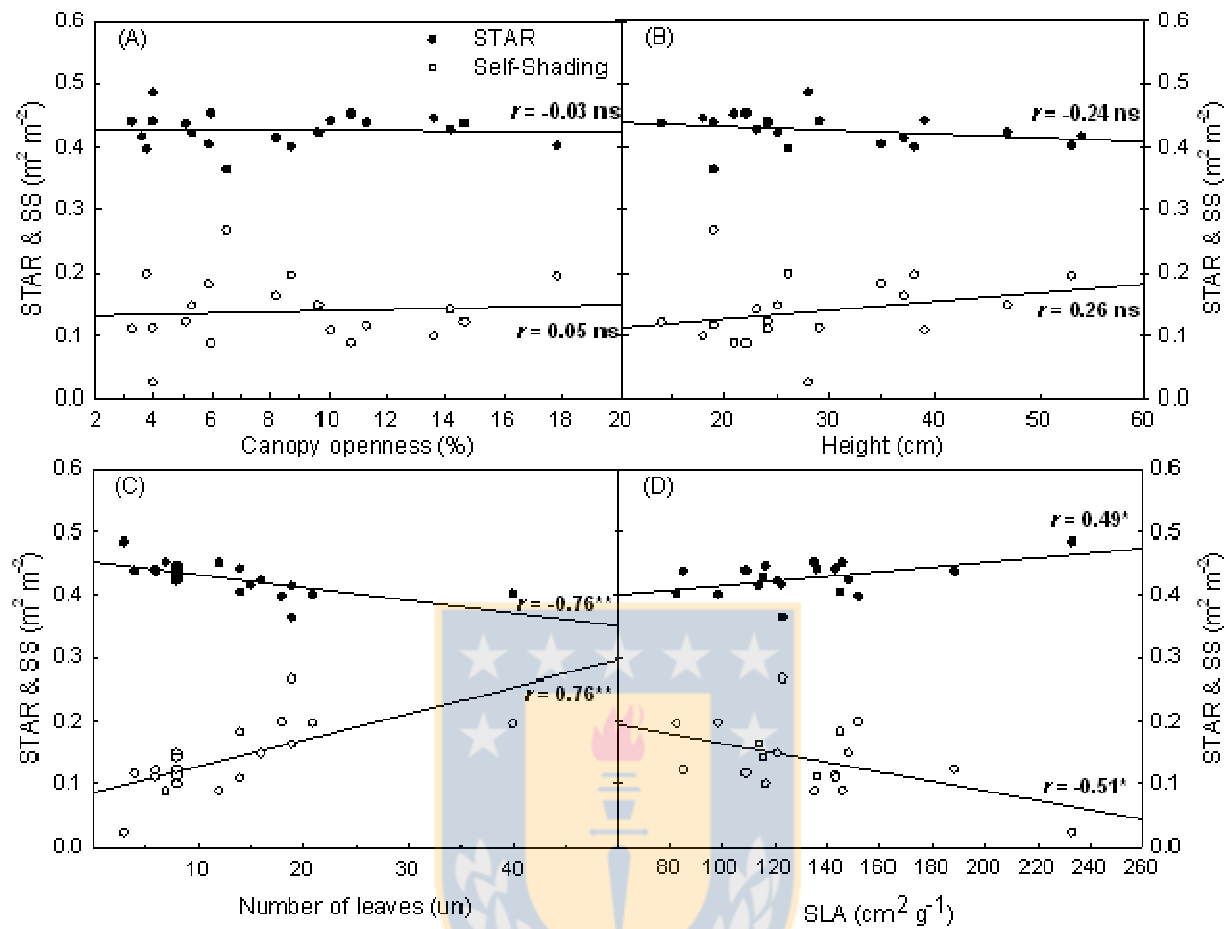 0.6
0.5
0.4
0.3
0.2
0.1
0.0
STAR & SS (m² m⁻²)
(A)
STAR
Self-Shading
r = -0.03 ns
r = 0.05 ns
2 4 6 8 10 12 14 16 18 20
Canopy openness (%)
(B)
r = -0.24 ns
r = 0.26 ns
30 40 50 60
Height (cm)
0.6
0.5
0.4
0.3
0.2
0.1
0.0
STAR & SS (m² m⁻²)
0.6
0.5
0.4
0.3
0.2
0.1
0.0
STAR & SS (m² m⁻²)
(C)
r = -0.76**
r = 0.76**
10 20 30 40
Number of leaves (un)
(D)
r = 0.49*
r = -0.51*
80 100 120 140 160 180 200 220 240 260
SLA (cm² g⁻¹)
0.6
0.5
0.4
0.3
0.2
0.1
0.0
STAR & SS (m² m⁻²)